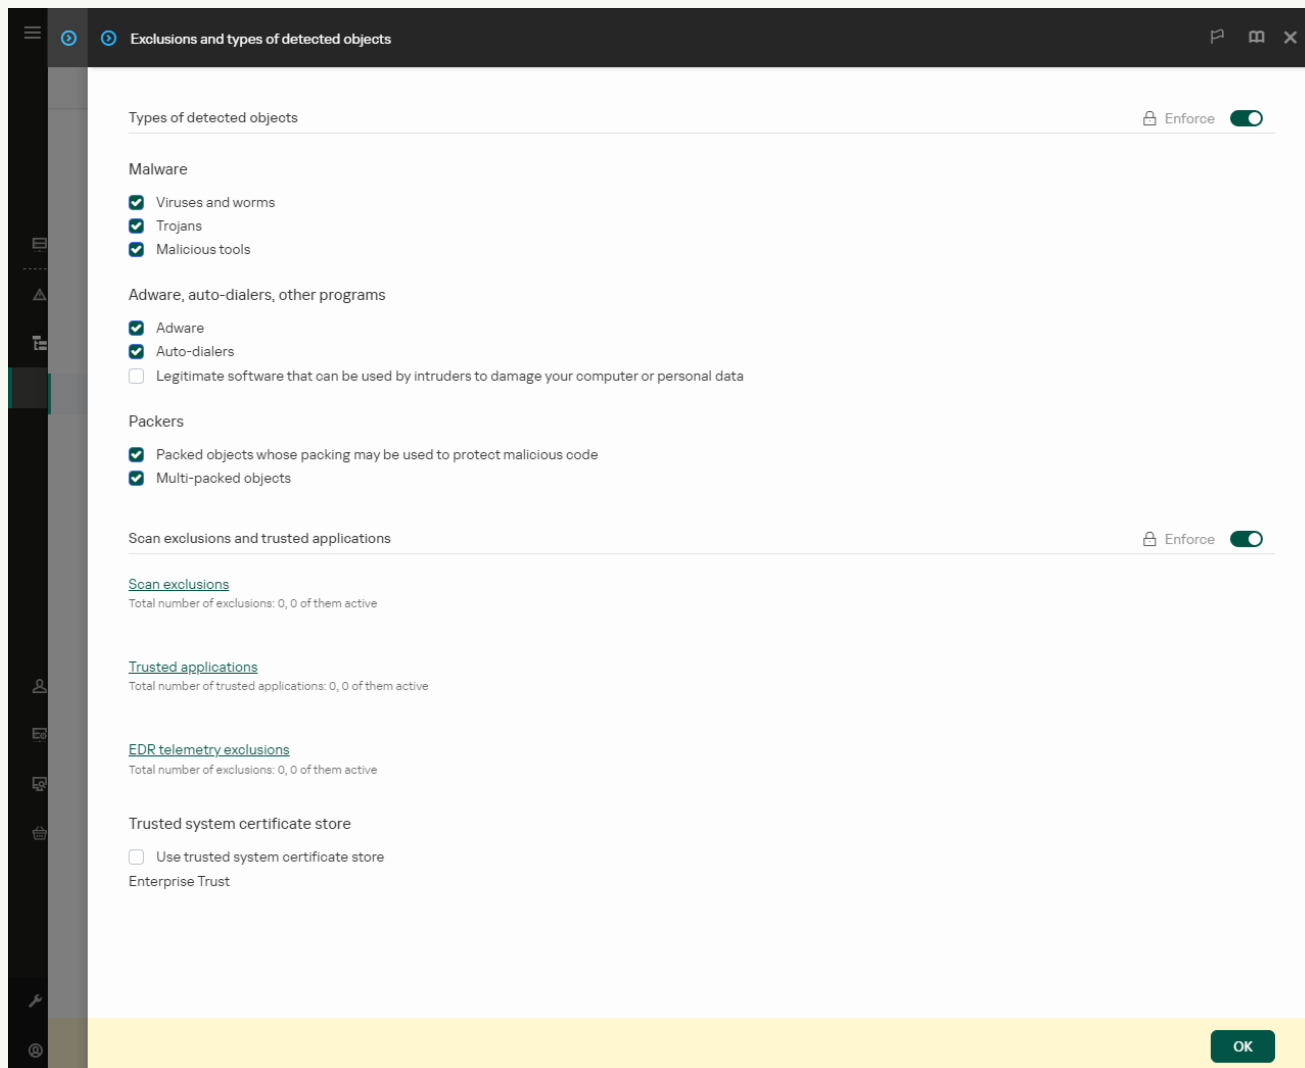 Exclusions and types of detected objects
Types of detected objects
Enforce
Malware
Viruses and worms
Trojans
Malicious tools
Adware, auto-dialers, other programs
Adware
Auto-dialers
Legitimate software that can be used by intruders to damage your computer or personal data
Packers
Packed objects whose packing may be used to protect malicious code
Multi-packed objects
Scan exclusions and trusted applications
Enforce
Scan exclusions
Total number of exclusions: 0, 0 of them active
Trusted applications
Total number of trusted applications: 0, 0 of them active
EDR telemetry exclusions
Total number of exclusions: 0, 0 of them active
Trusted system certificate store
Use trusted system certificate store
Enterprise Trust
OK